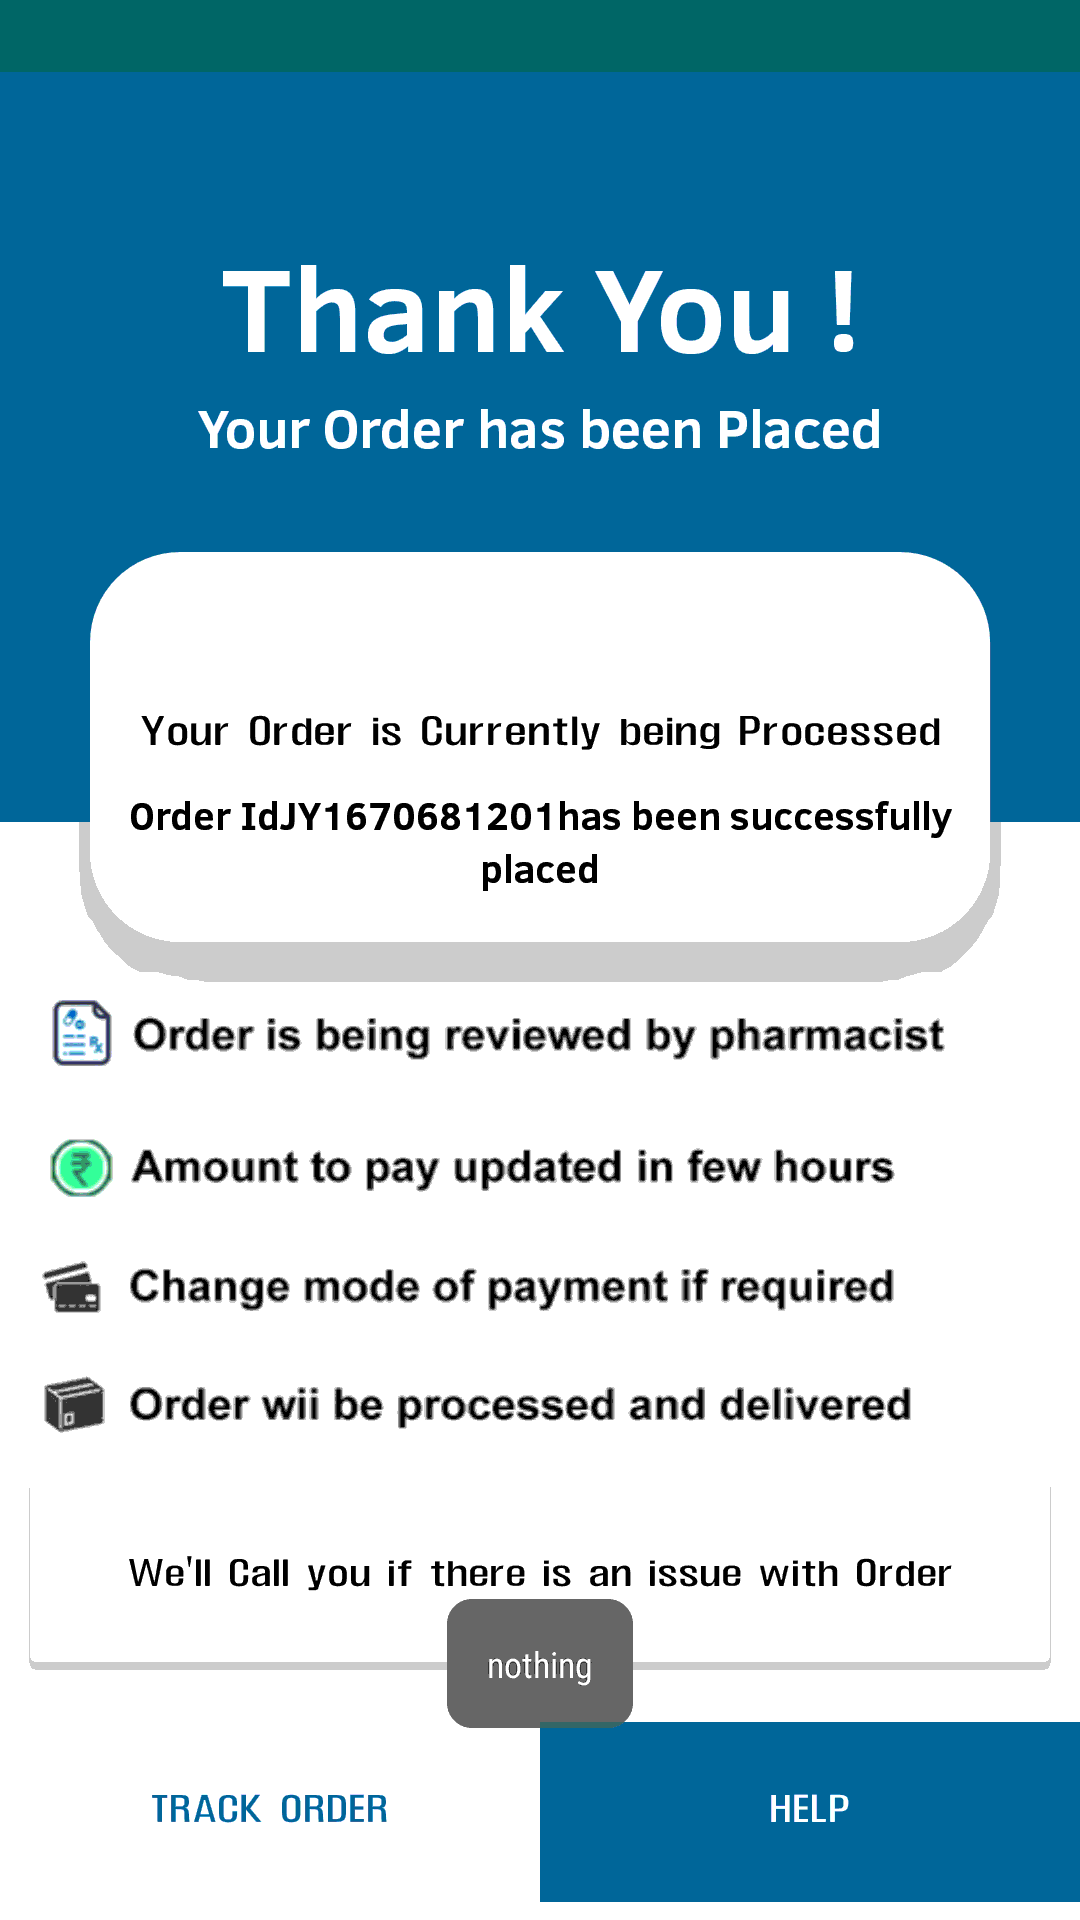 Thank You !
Your Order has been Placed
Your Order is Currently being Processed
Order IdJY1670681201has been successfully
placed
Rx
Order is being reviewed by pharmacist
₹
Amount to pay updated in few hours
Change mode of payment if required
Order wii be processed and delivered
We'll Call you if there is an issue with Order
nothing
TRACK ORDER
HELP